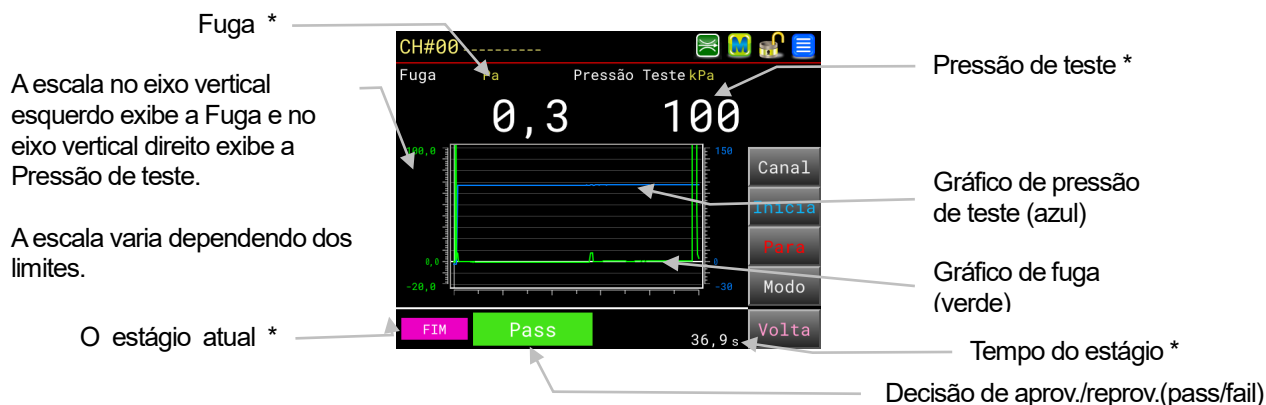 Fuga *
CH#00 ---------
Fuga Pa Pressão Teste kPa
Pressão de teste *
A escala no eixo vertical
esquerdo exibe a Fuga e no
eixo vertical direito exibe a
Pressão de teste.
0,3 100
100,0 150
Canal
Inicia
Gráfico de pressão
de teste (azul)
A escala varia dependendo dos
limites.
Para
0,0 0
Gráfico de fuga
(verde)
-20,0 -30
Modo
O estágio atual *
FIM Pass
36,9 s
Volta
Tempo do estágio *
Decisão de aprov./reprov.(pass/fail)